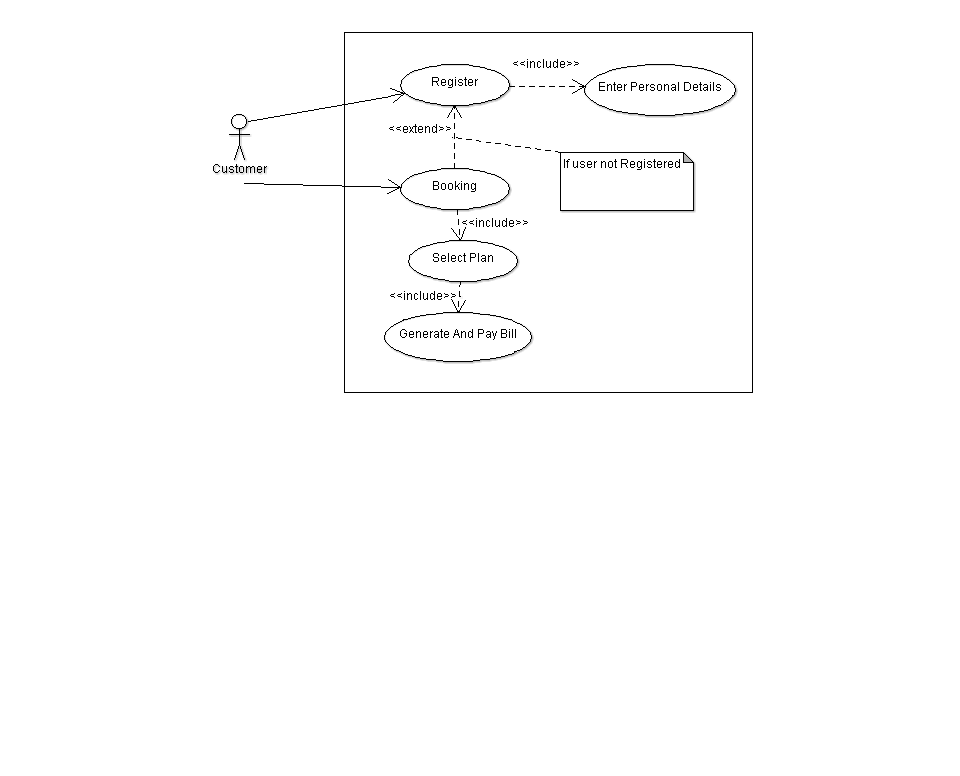 <<include>>
Register
Enter Personal Details
<<extend>>
If user not Registered
Customer
Booking
<<include>>
Select Plan
<<include>>
Generate And Pay Bill